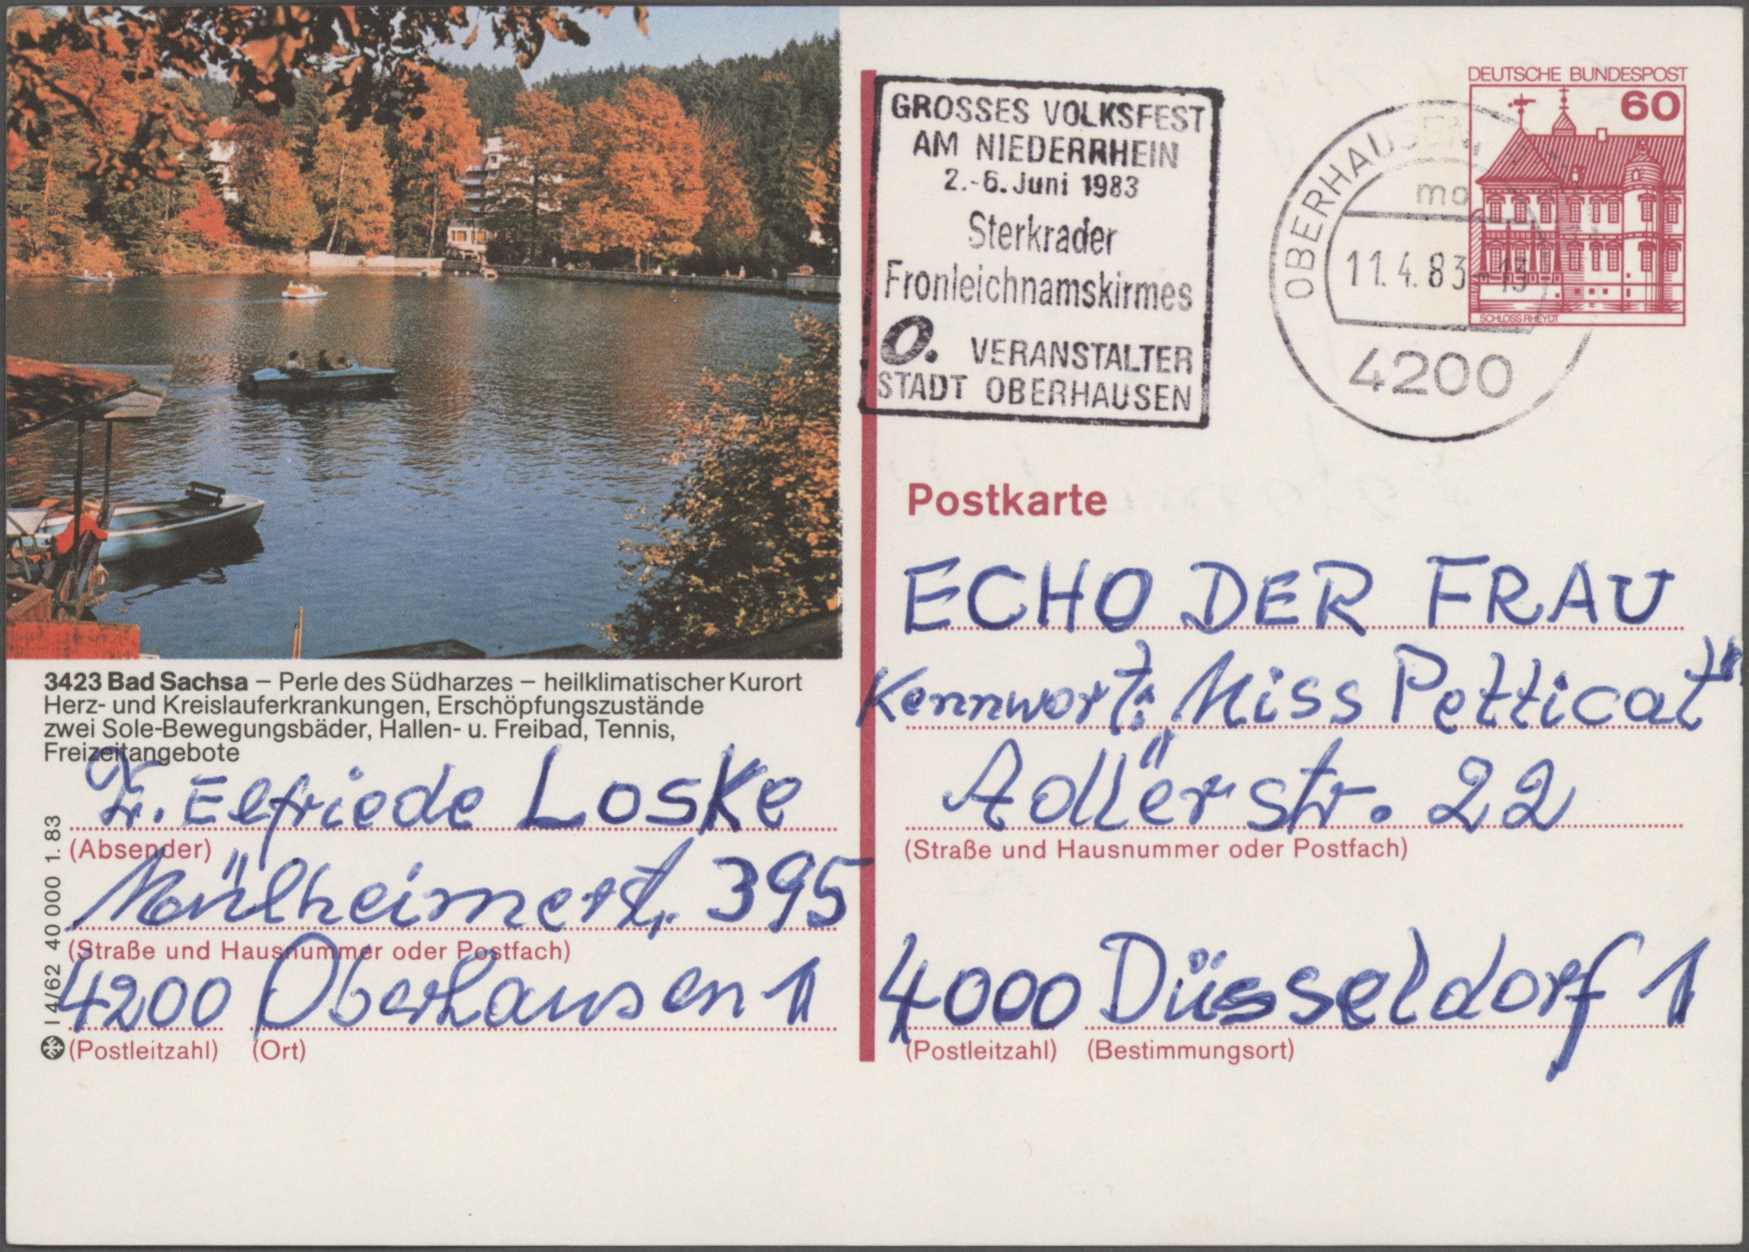 GROSSES VOLKSFEST
AM NIEDERRHEIN
2.-6. Juni 1983
Sterkrader
Fronleichnamskirmes
O. VERANSTALTER
STADT OBERHAUSEN
OBERHAUSEN
11.4.83-13
4200
DEUTSCHE BUNDESPOST
60
SCHLOSS RHEYDT
Postkarte
ECHO DER FRAU
Kennwort: Miss Petticat"
Adlerstr. 22
(Straße und Hausnummer oder Postfach)
4000 Düsseldorf 1
(Postleitzahl) (Bestimmungsort)
3423 Bad Sachsa – Perle des Südharzes – heilklimatischer Kurort
Herz- und Kreislauferkrankungen, Erschöpfungszustände
zwei Sole-Bewegungsbäder, Hallen- u. Freibad, Tennis,
Freizeitangebote
Elfriede Loske
(Absender)
Mülheimerst. 395
(Straße und Hausnummer oder Postfach)
4200 Oberhausen 1
(Postleitzahl) (Ort)
I 4/62 40 000 1.83